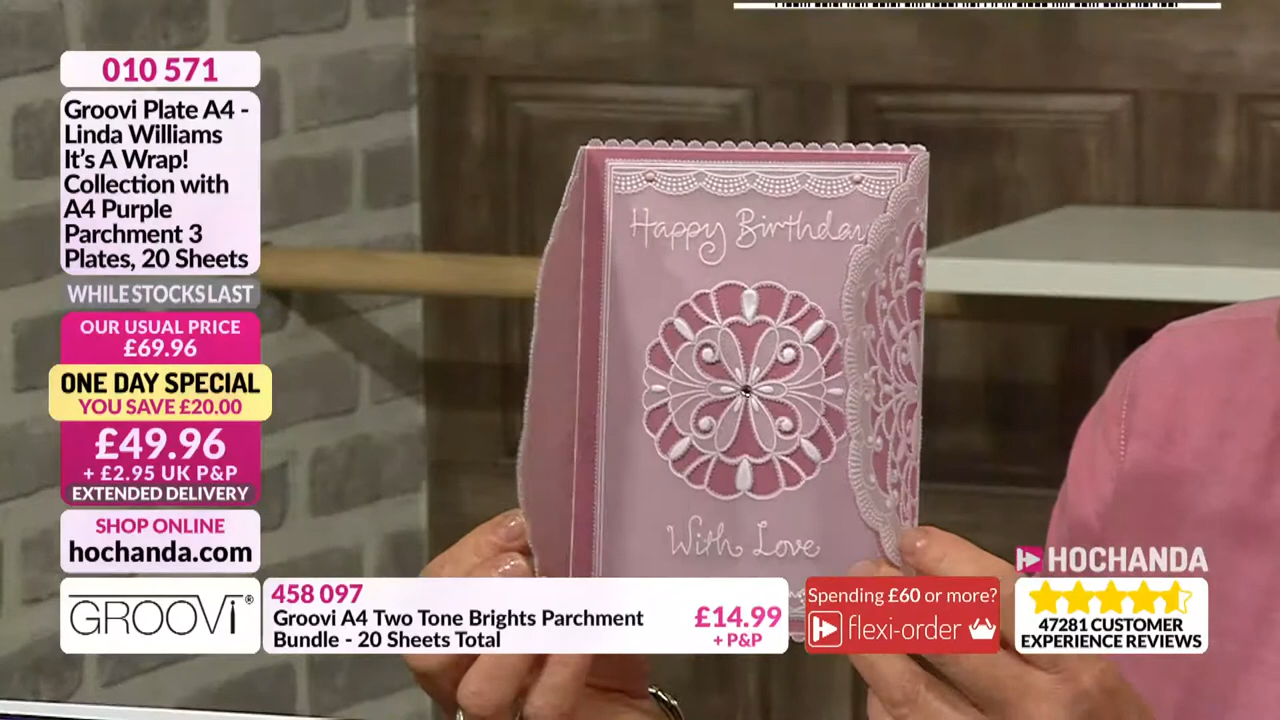 010 571
Groovi Plate A4 -
Linda Williams
It's A Wrap!
Collection with
A4 Purple
Parchment 3
Plates, 20 Sheets
WHILE STOCKS LAST
OUR USUAL PRICE
£69.96
ONE DAY SPECIAL
YOU SAVE £20.00
£49.96
+ £2.95 UK P&P
EXTENDED DELIVERY
SHOP ONLINE
hochanda.com
Happy Birthday
With Love
GROOVi®
458 097
Groovi A4 Two Tone Brights Parchment
Bundle - 20 Sheets Total
£14.99
+ P&P
Spending £60 or more?
flexi-order
HOCHANDA
47281 CUSTOMER
EXPERIENCE REVIEWS